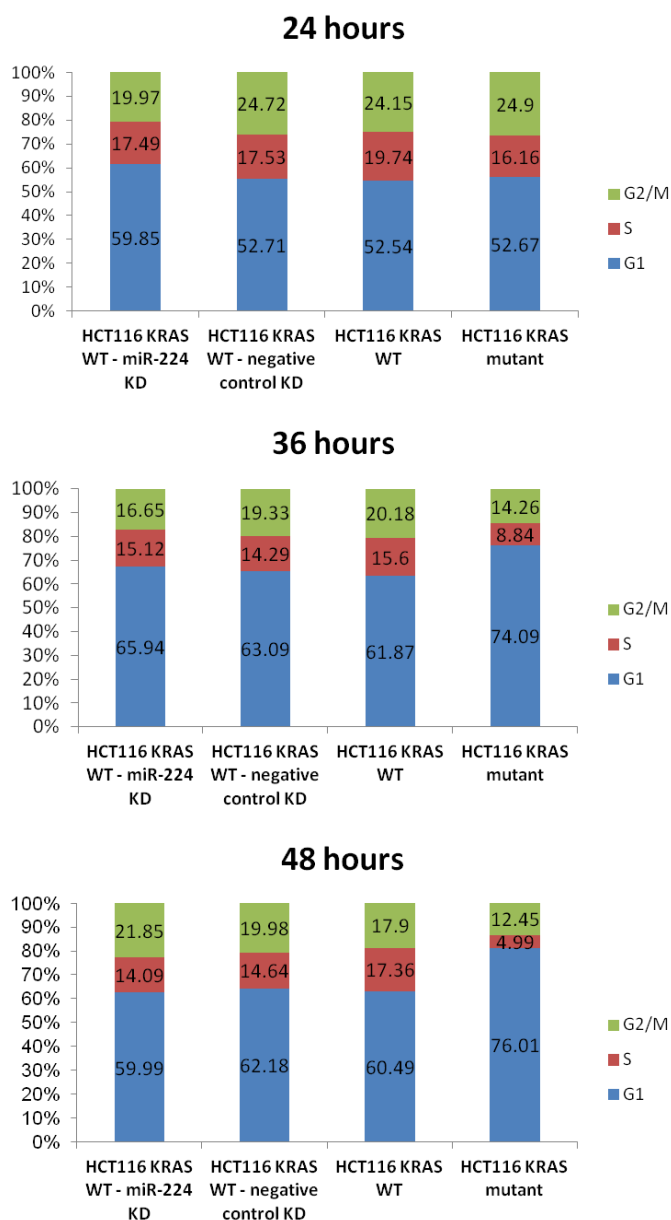 24 hours
100%
90%
80%
70%
60%
50%
40%
30%
20%
10%
0%
19.97
24.72
24.15
24.9
17.49
17.53
19.74
16.16
59.85
52.71
52.54
52.67
G2/M
S
G1
HCT116 KRAS
WT - miR-224
KD
HCT116 KRAS
WT - negative
control KD
HCT116 KRAS
WT
HCT116 KRAS
mutant
36 hours
100%
90%
80%
70%
60%
50%
40%
30%
20%
10%
0%
16.65
19.33
20.18
14.26
15.12
14.29
15.6
8.84
65.94
63.09
61.87
74.09
G2/M
S
G1
HCT116 KRAS
WT - miR-224
KD
HCT116 KRAS
WT - negative
control KD
HCT116 KRAS
WT
HCT116 KRAS
mutant
48 hours
100%
90%
80%
70%
60%
50%
40%
30%
20%
10%
0%
21.85
19.98
17.9
12.45
14.09
14.64
17.36
4.99
59.99
62.18
60.49
76.01
G2/M
S
G1
HCT116 KRAS
WT - miR-224
KD
HCT116 KRAS
WT - negative
control KD
HCT116 KRAS
WT
HCT116 KRAS
mutant